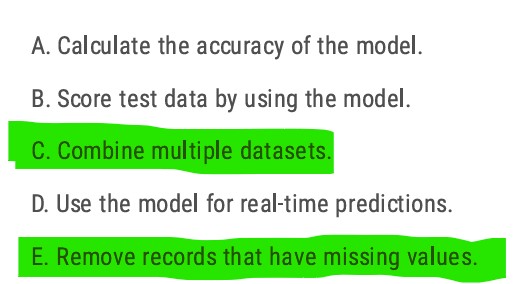 A. Calculate the accuracy of the model.
B. Score test data by using the model.
C. Combine multiple datasets.
D. Use the model for real-time predictions.
E. Remove records that have missing values.